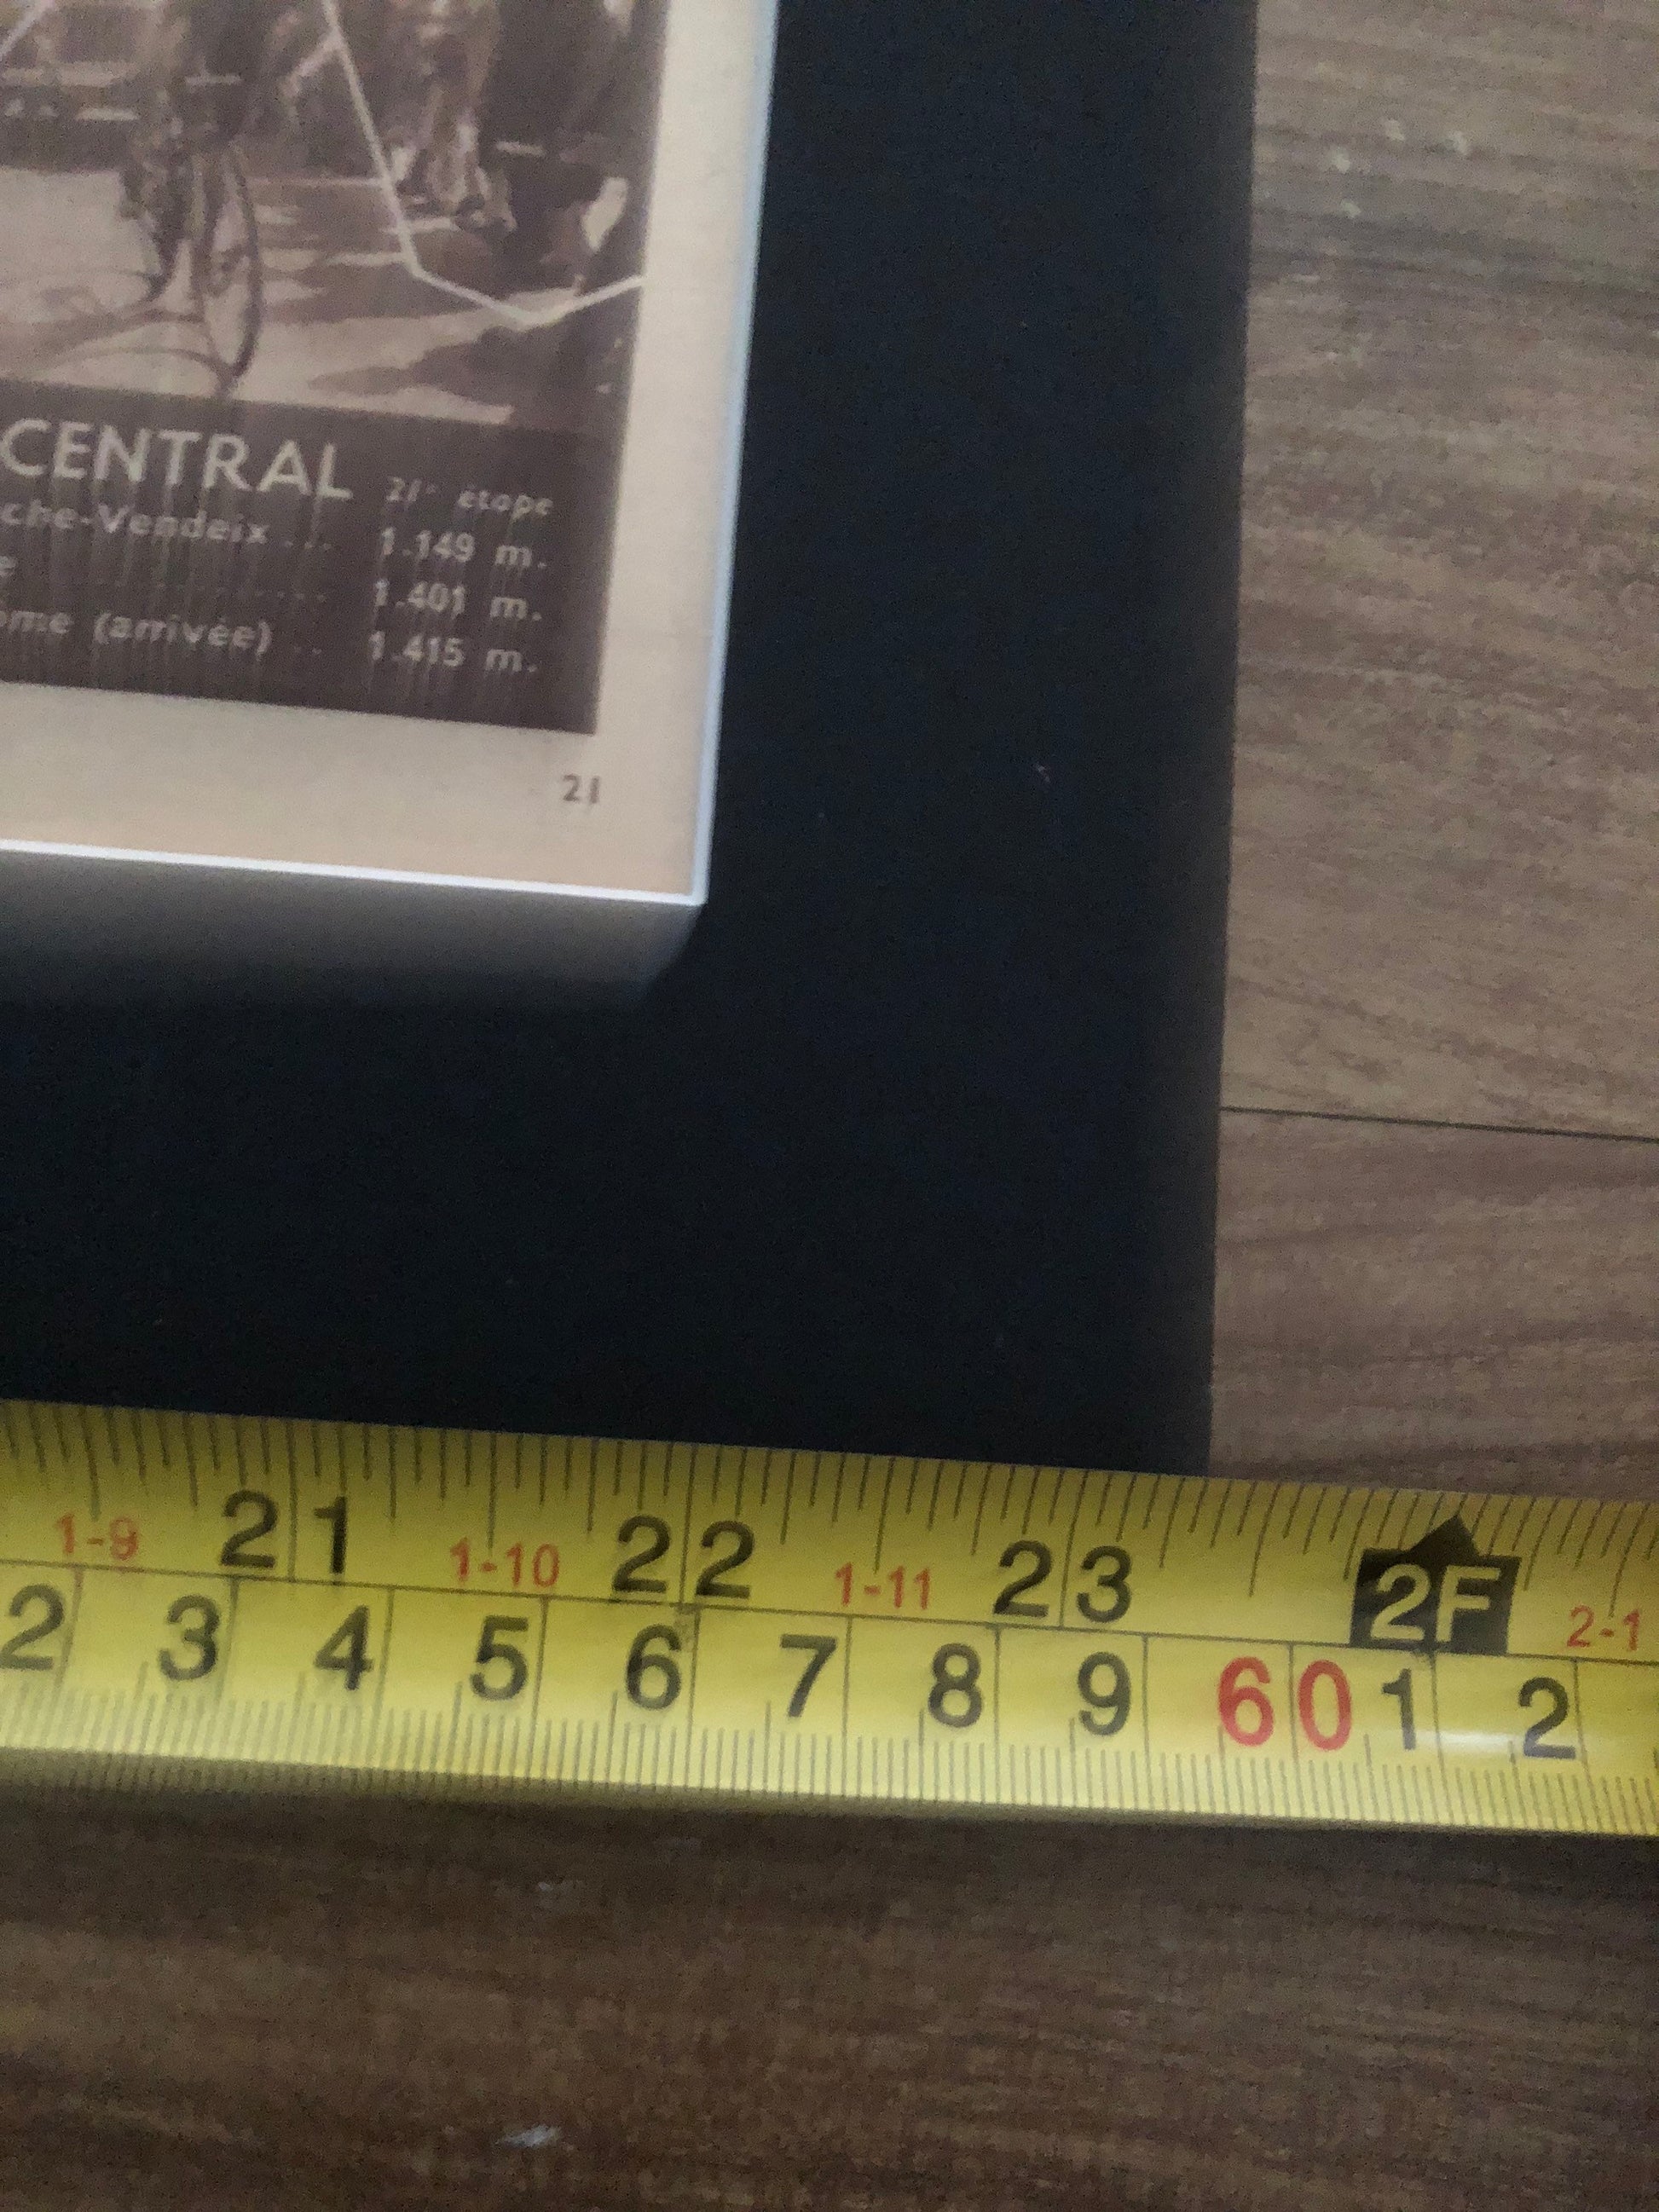 CENTRAL 21e étape
che-Vendeix ... 1.149 m.
e ......... 1.401 m.
ôme (arrivée) .. 1.415 m.
21
1-9 21 1-10 22 1-11 23 2F 2-1
2 3 4 5 6 7 8 9 60 1 2